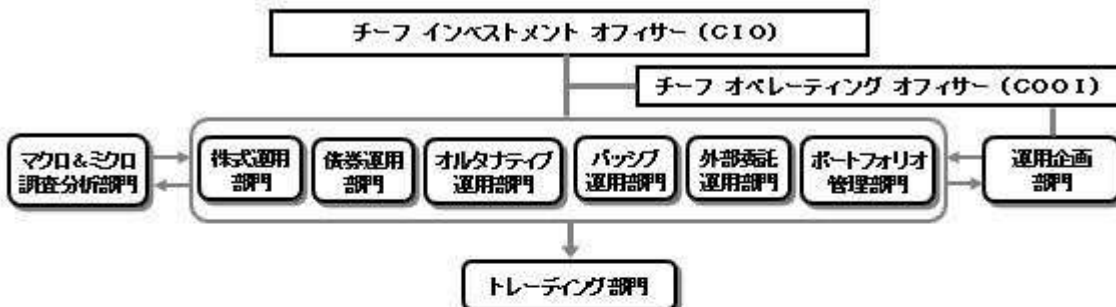 チーフ インベストメント オフィサー (CIO)
チーフ オペレーティング オフィサー (COOI)
マクロ&ミクロ
調査分析部門
株式運用
部門
債券運用
部門
オルタナティブ
運用部門
パッシブ
運用部門
外部委託
運用部門
ポートフォリオ
管理部門
運用企画
部門
トレーディング部門